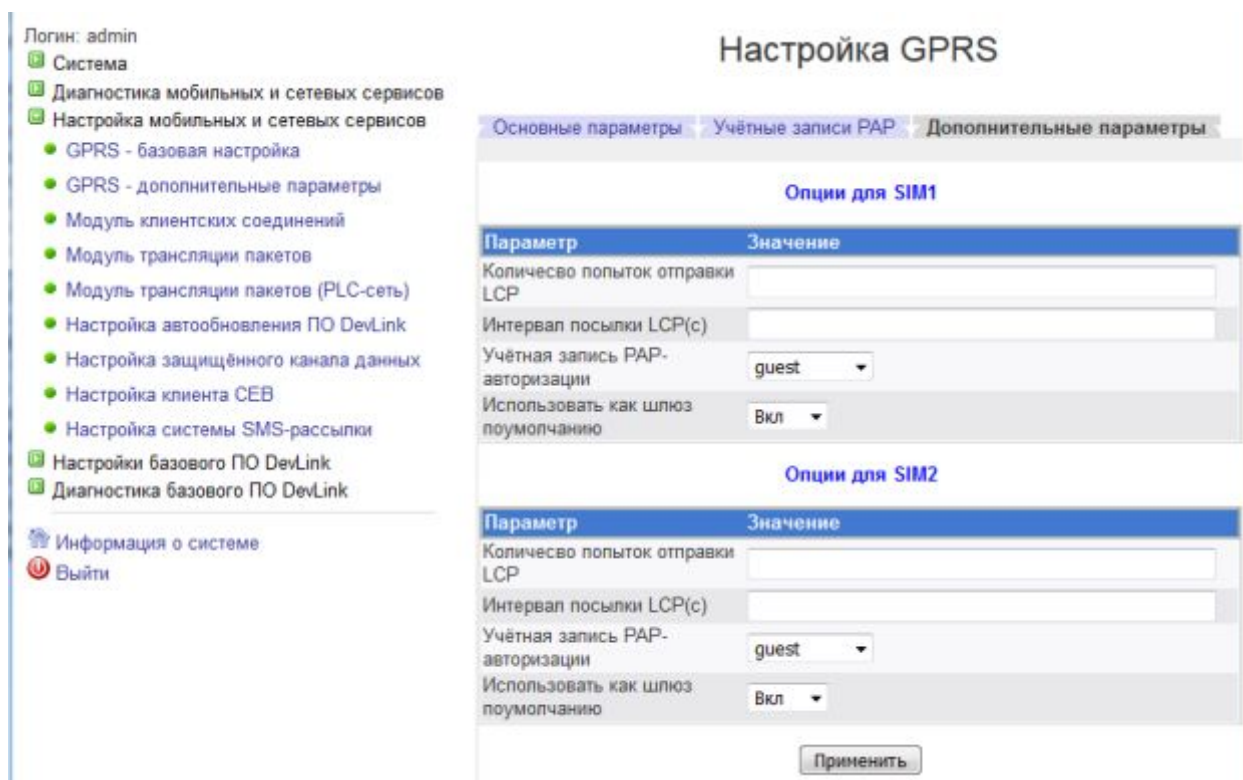 Логин: admin
Система
Диагностика мобильных и сетевых сервисов
Настройка мобильных и сетевых сервисов
GPRS - базовая настройка
GPRS - дополнительные параметры
Модуль клиентских соединений
Модуль трансляции пакетов
Модуль трансляции пакетов (PLC-сеть)
Настройка автообновления ПО DevLink
Настройка защищённого канала данных
Настройка клиента СЕВ
Настройка системы SMS-рассылки
Настройки базового ПО DevLink
Диагностика базового ПО DevLink
Информация о системе
Выйти
Настройка GPRS
Основные параметры Учётные записи PAP Дополнительные параметры
Опции для SIM1
Параметр Значение
Количесво попыток отправки
LCP
Интервал посылки LCP(с)
Учётная запись PAP-
авторизации
guest
Использовать как шлюз
поумолчанию
Вкл
Опции для SIM2
Параметр Значение
Количесво попыток отправки
LCP
Интервал посылки LCP(с)
Учётная запись PAP-
авторизации
guest
Использовать как шлюз
поумолчанию
Вкл
Применить